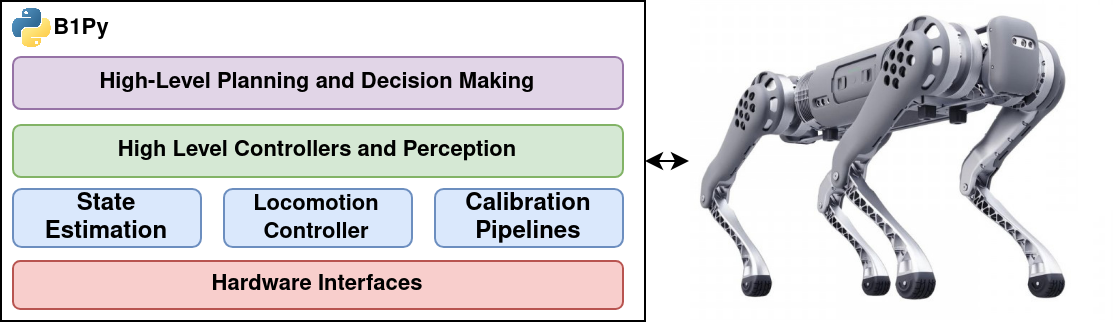 B1Py
High-Level Planning and Decision Making
High Level Controllers and Perception
State
Estimation
Locomotion
Controller
Calibration
Pipelines
Hardware Interfaces